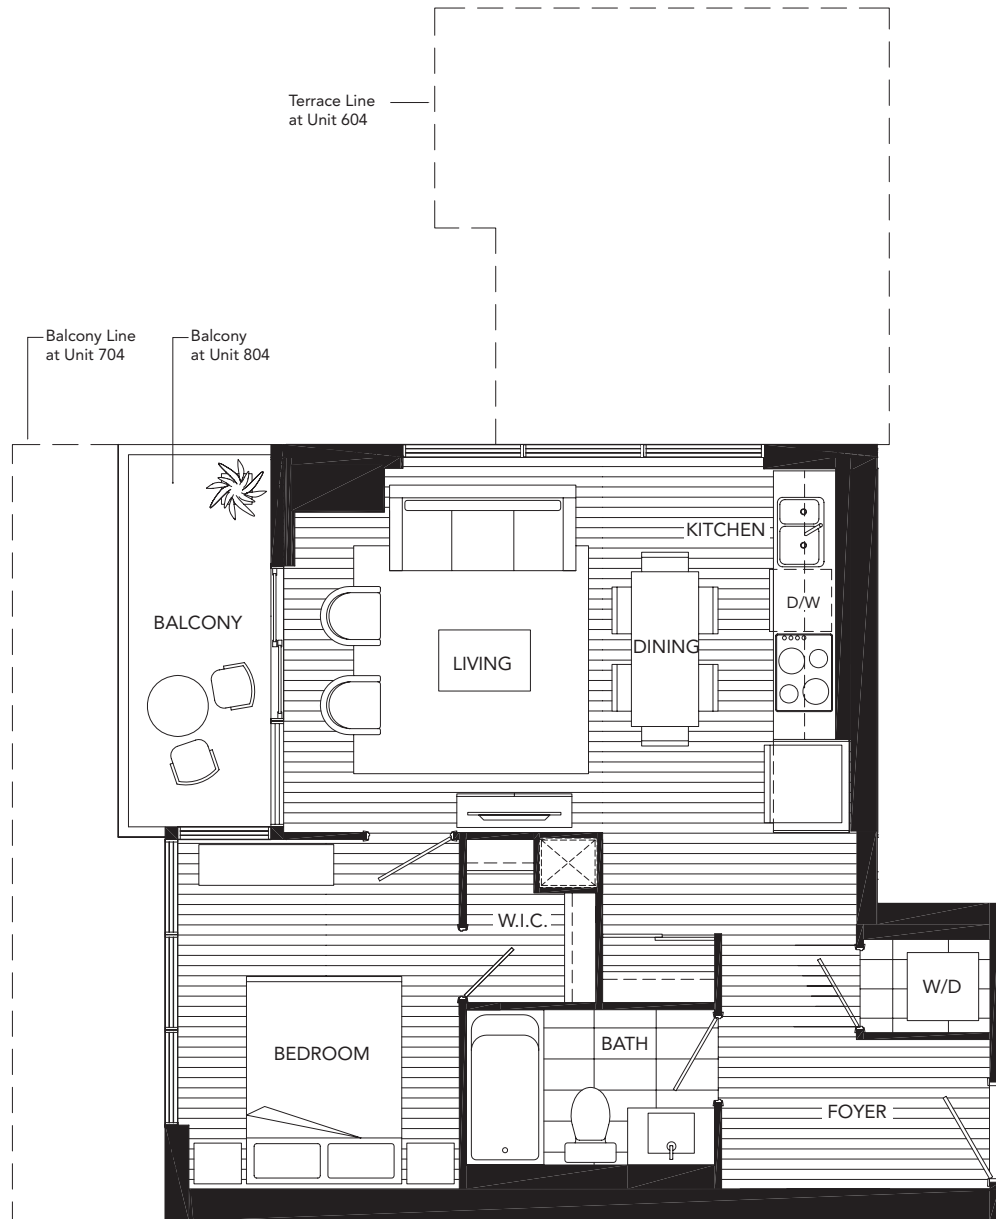 Terrace Line
at Unit 604
Balcony Line
at Unit 704
Balcony
at Unit 804
KITCHEN
D/W
BALCONY
DINING
LIVING
W.I.C.
W/D
BATH
BEDROOM
FOYER